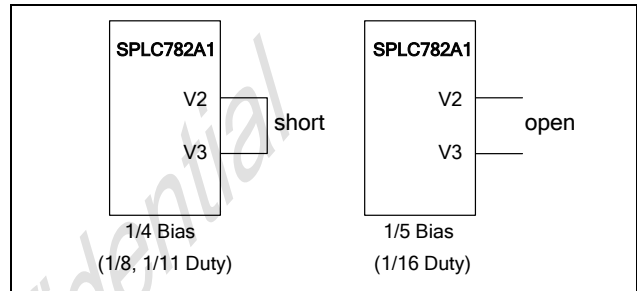 SPLC782A1
V2
V3
short
1/4 Bias
(1/8, 1/11 Duty)
SPLC782A1
V2
V3
open
1/5 Bias
(1/16 Duty)